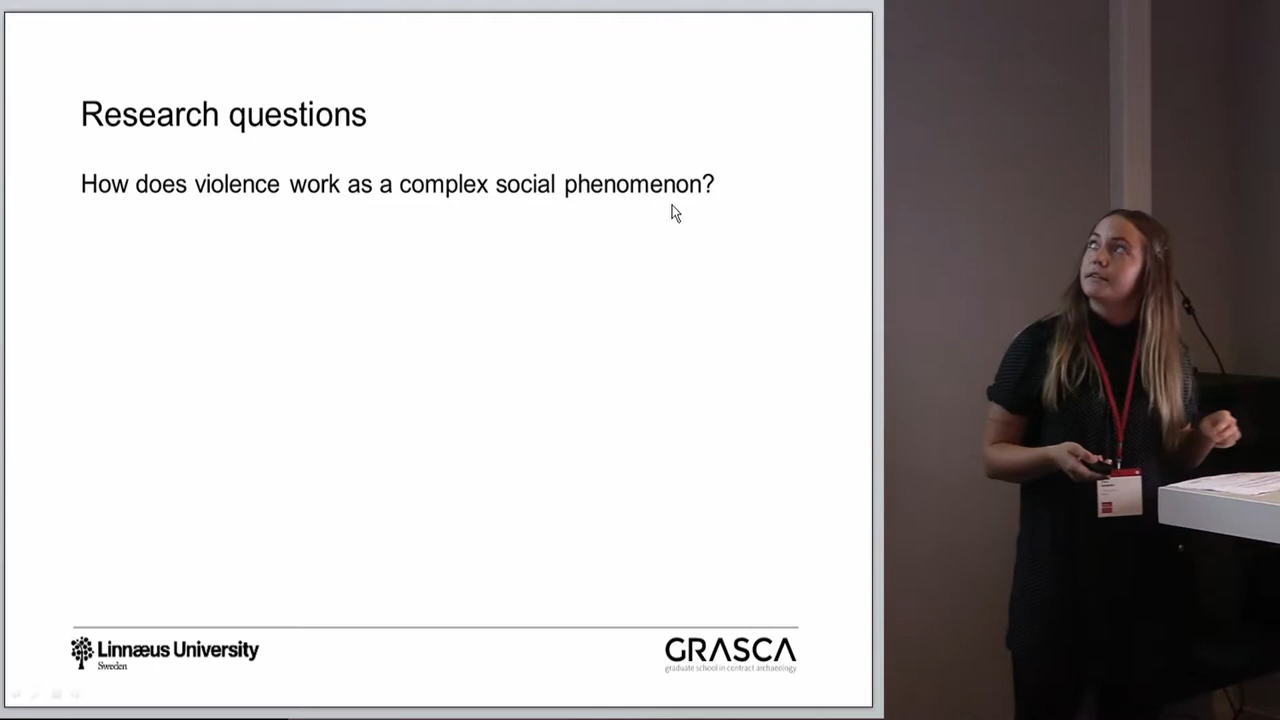 Research questions
How does violence work as a complex social phenomenon?
Linnæus University
Sweden
GRASCA
graduate school in contract archaeology